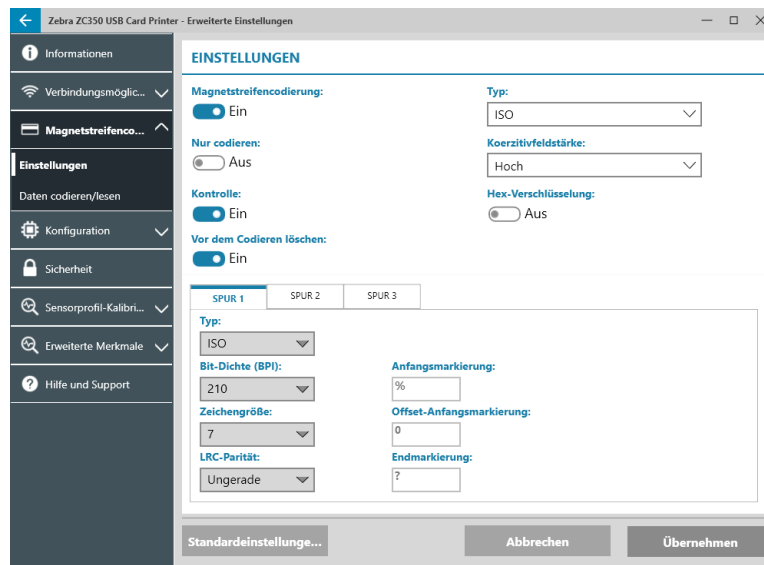 Zebra ZC350 USB Card Printer - Erweiterte Einstellungen
Informationen
Verbindungsmöglic...
Magnetstreifenco...
Einstellungen
Daten codieren/lesen
Konfiguration
Sicherheit
Sensorprofil-Kalibri...
Erweiterte Merkmale
Hilfe und Support
EINSTELLUNGEN
Magnetstreifencodierung:
Ein
Typ:
ISO
Nur codieren:
Aus
Koerzitivfeldstärke:
Hoch
Kontrolle:
Ein
Hex-Verschlüsselung:
Aus
Vor dem Codieren löschen:
Ein
SPUR 1 SPUR 2 SPUR 3
Typ:
ISO
Bit-Dichte (BPI):
210
Anfangsmarkierung:
%
Zeichengröße:
7
Offset-Anfangsmarkierung:
0
LRC-Parität:
Ungerade
Endmarkierung:
?
Standardeinstellunge...
Abbrechen
Übernehmen